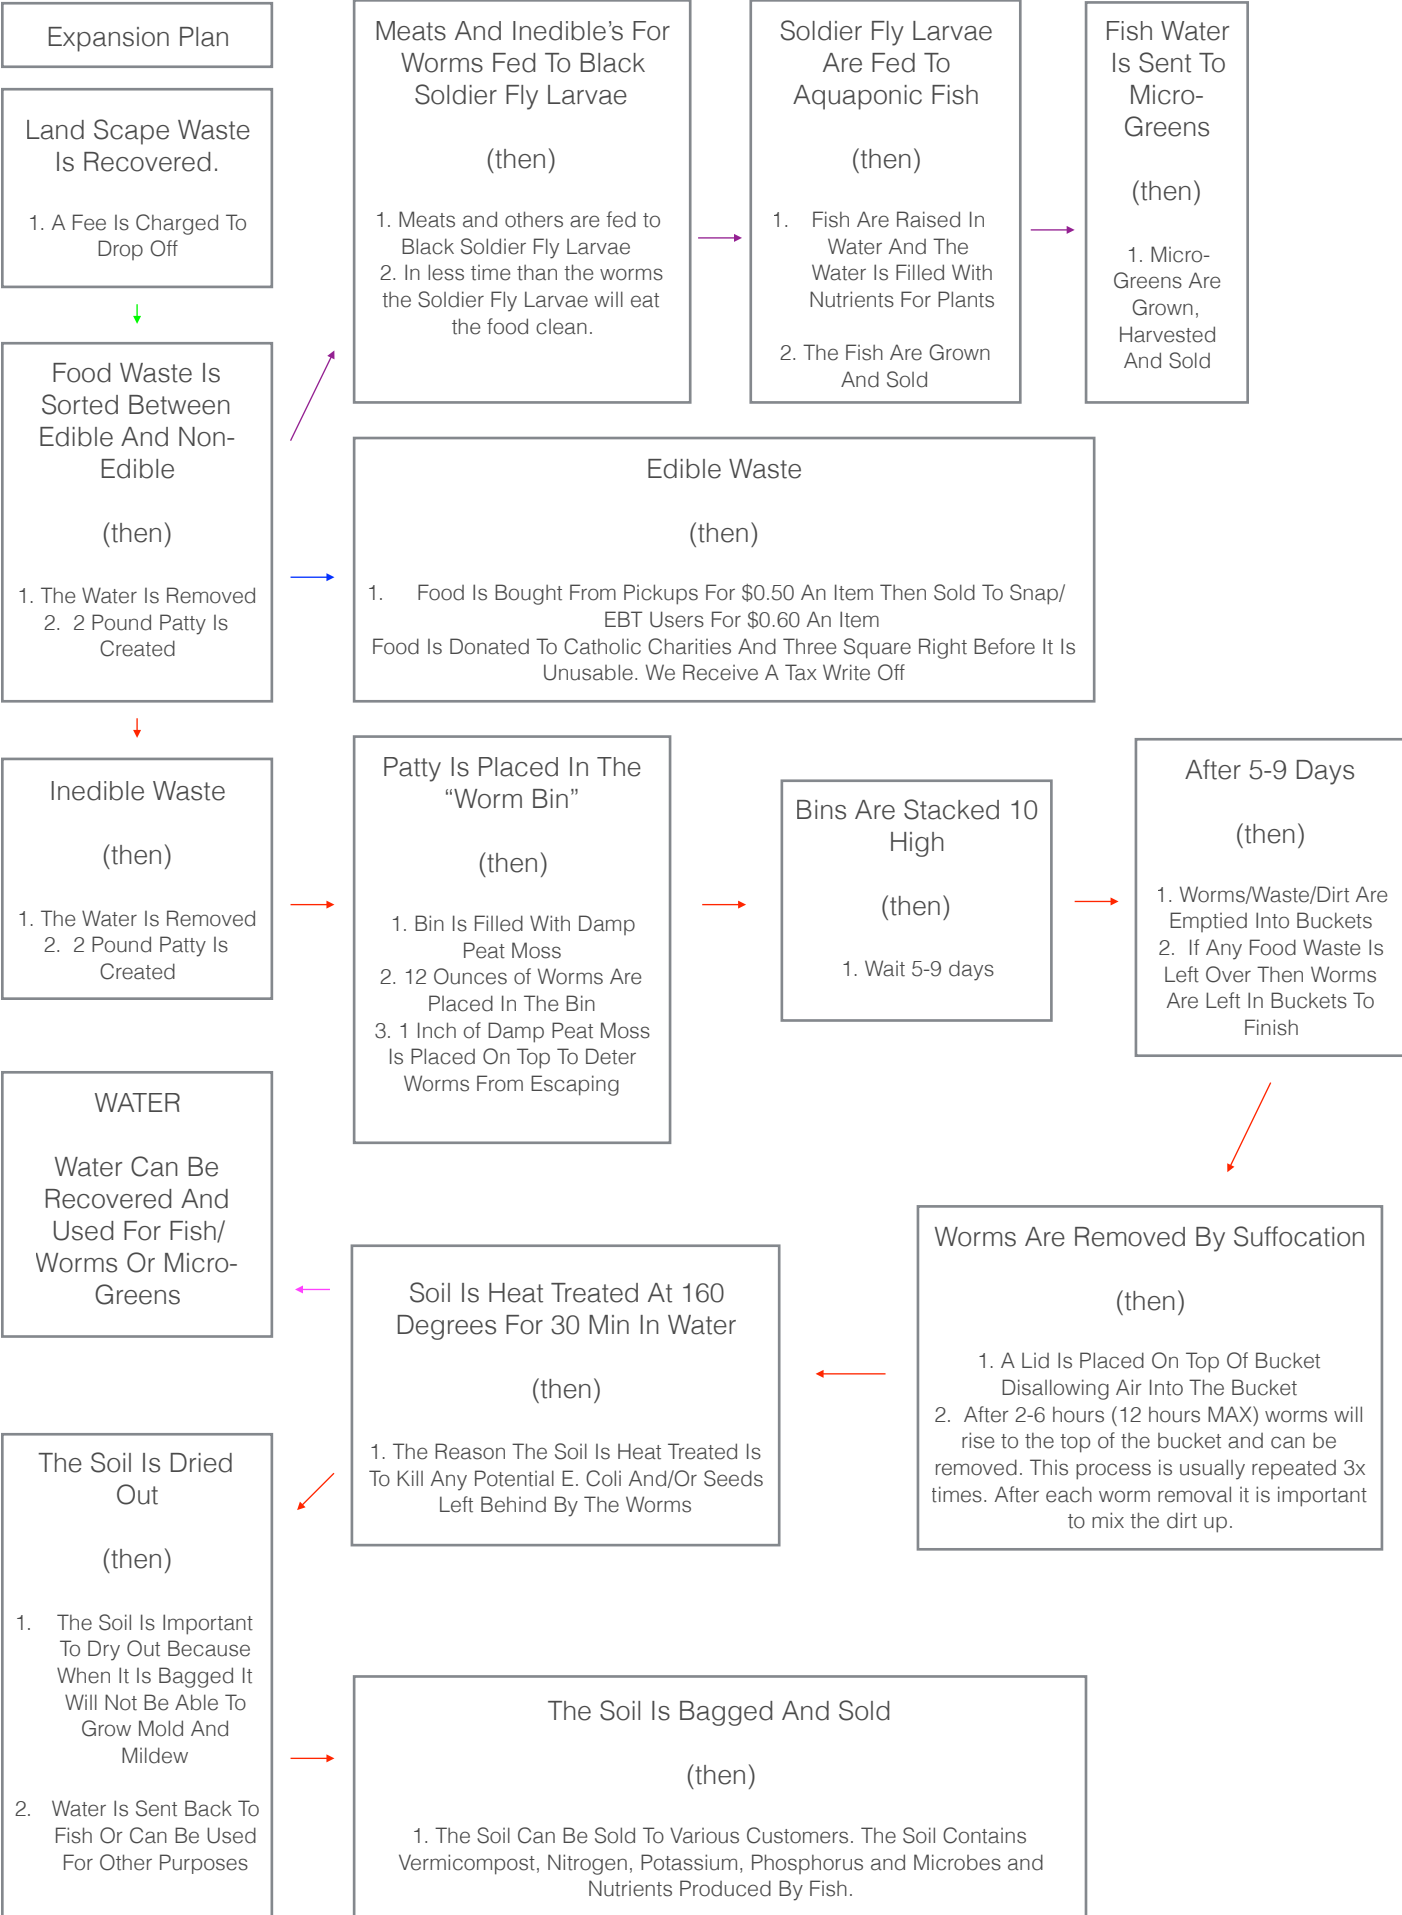 Expansion Plan
Land Scape Waste
Is Recovered.
1. A Fee Is Charged To
Drop Off
Food Waste Is
Sorted Between
Edible And Non-
Edible
(then)
1. The Water Is Removed
2. 2 Pound Patty Is
Created
Meats And Inedible's For
Worms Fed To Black
Soldier Fly Larvae
(then)
1. Meats and others are fed to
Black Soldier Fly Larvae
2. In less time than the worms
the Soldier Fly Larvae will eat
the food clean.
Soldier Fly Larvae
Are Fed To
Aquaponic Fish
(then)
1. Fish Are Raised In
Water And The
Water Is Filled With
Nutrients For Plants
2. The Fish Are Grown
And Sold
Fish Water
Is Sent To
Micro-
Greens
(then)
1. Micro-
Greens Are
Grown,
Harvested
And Sold
Edible Waste
(then)
1. Food Is Bought From Pickups For $0.50 An Item Then Sold To Snap/
EBT Users For $0.60 An Item
Food Is Donated To Catholic Charities And Three Square Right Before It Is
Unusable. We Receive A Tax Write Off
Inedible Waste
(then)
1. The Water Is Removed
2. 2 Pound Patty Is
Created
Patty Is Placed In The
“Worm Bin”
(then)
1. Bin Is Filled With Damp
Peat Moss
2. 12 Ounces of Worms Are
Placed In The Bin
3. 1 Inch of Damp Peat Moss
Is Placed On Top To Deter
Worms From Escaping
Bins Are Stacked 10
High
(then)
1. Wait 5-9 days
After 5-9 Days
(then)
1. Worms/Waste/Dirt Are
Emptied Into Buckets
2. If Any Food Waste Is
Left Over Then Worms
Are Left In Buckets To
Finish
Worms Are Removed By Suffocation
(then)
1. A Lid Is Placed On Top Of Bucket
Disallowing Air Into The Bucket
2. After 2-6 hours (12 hours MAX) worms will
rise to the top of the bucket and can be
removed. This process is usually repeated 3x
times. After each worm removal it is important
to mix the dirt up.
Soil Is Heat Treated At 160
Degrees For 30 Min In Water
(then)
1. The Reason The Soil Is Heat Treated Is
To Kill Any Potential E. Coli And/Or Seeds
Left Behind By The Worms
WATER
Water Can Be
Recovered And
Used For Fish/
Worms Or Micro-
Greens
The Soil Is Dried
Out
(then)
1. The Soil Is Important
To Dry Out Because
When It Is Bagged It
Will Not Be Able To
Grow Mold And
Mildew
2. Water Is Sent Back To
Fish Or Can Be Used
For Other Purposes
The Soil Is Bagged And Sold
(then)
1. The Soil Can Be Sold To Various Customers. The Soil Contains
Vermicompost, Nitrogen, Potassium, Phosphorus and Microbes and
Nutrients Produced By Fish.